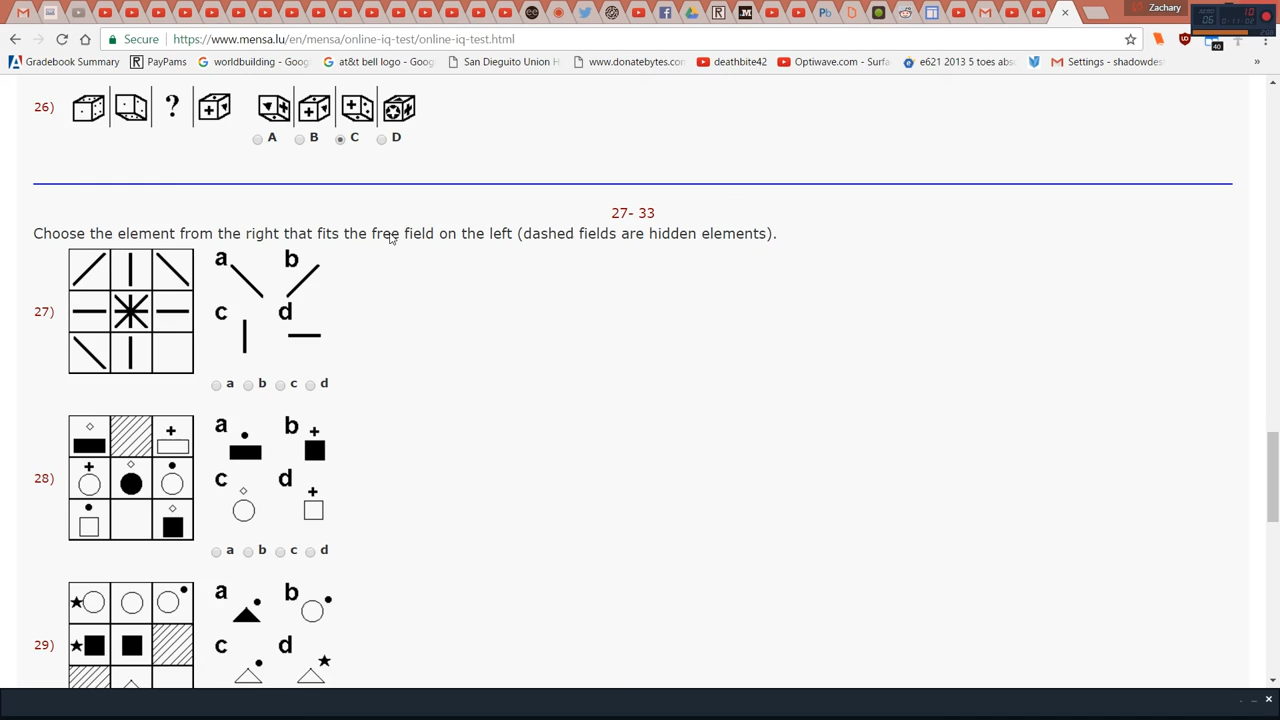 Zachary
Secure https://www.mensa.lu/en/mensa/online-iq-test/online-iq-test.html
40
Gradebook Summary PayPams worldbuilding - Goog at&t bell logo - Goog San Dieguito Union H www.donatebytes.com deathbite42 Optiwave.com - Surfa e621 2013 5 toes abs Settings - shadowdest »
26) ?
A B C D
27- 33
Choose the element from the right that fits the free field on the left (dashed fields are hidden elements).
a b
27) c d
a b c d
a b
28) c d
a b c d
a b
29) c d